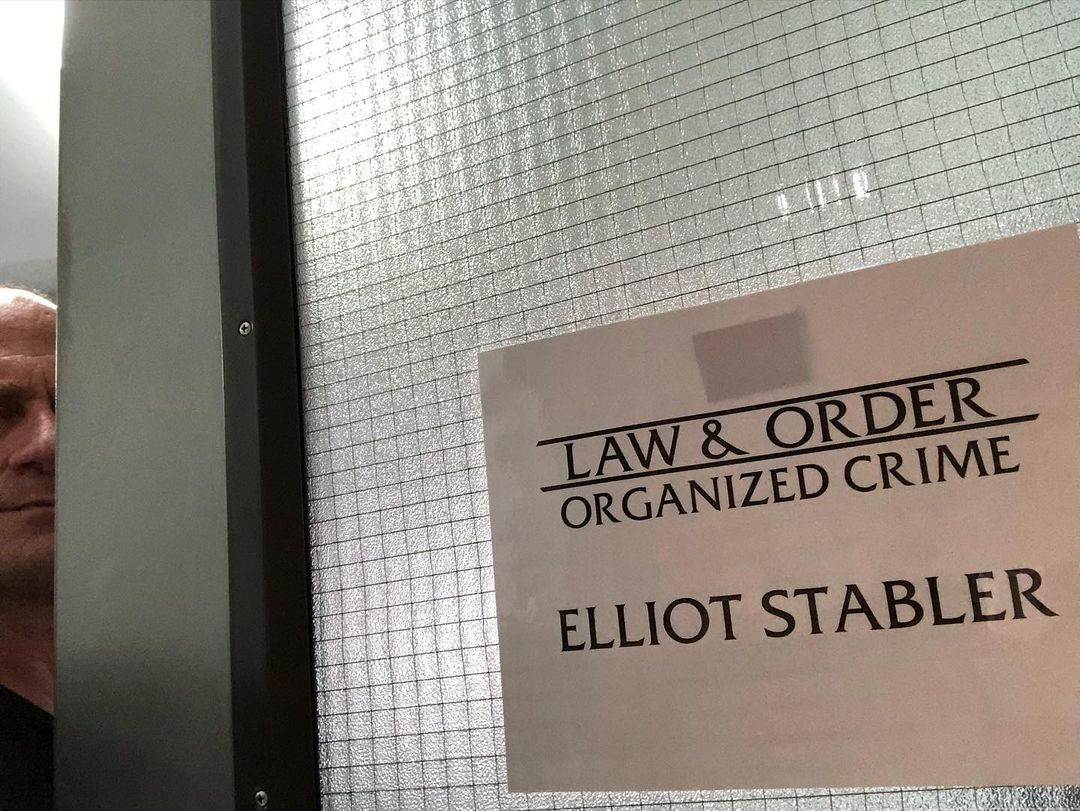 LAW & ORDER
ORGANIZED CRIME
ELLIOT STABLER